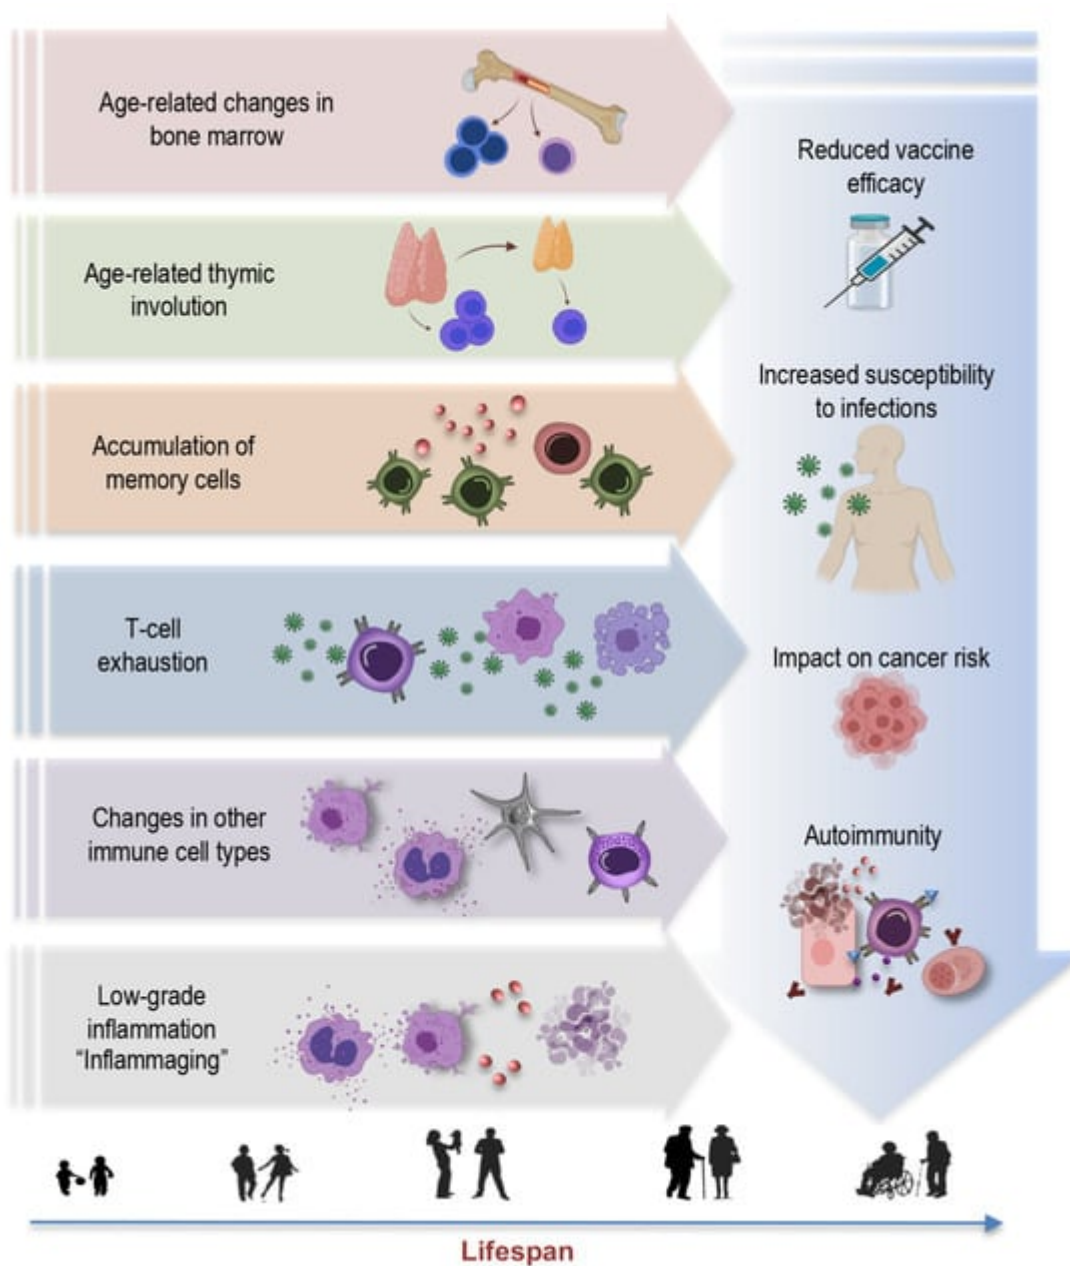 Age-related changes in
bone marrow
Age-related thymic
involution
Accumulation of
memory cells
T-cell
exhaustion
Changes in other
immune cell types
Low-grade
inflammation
“Inflammaging”
Reduced vaccine
efficacy
Increased susceptibility
to infections
Impact on cancer risk
Autoimmunity
Lifespan